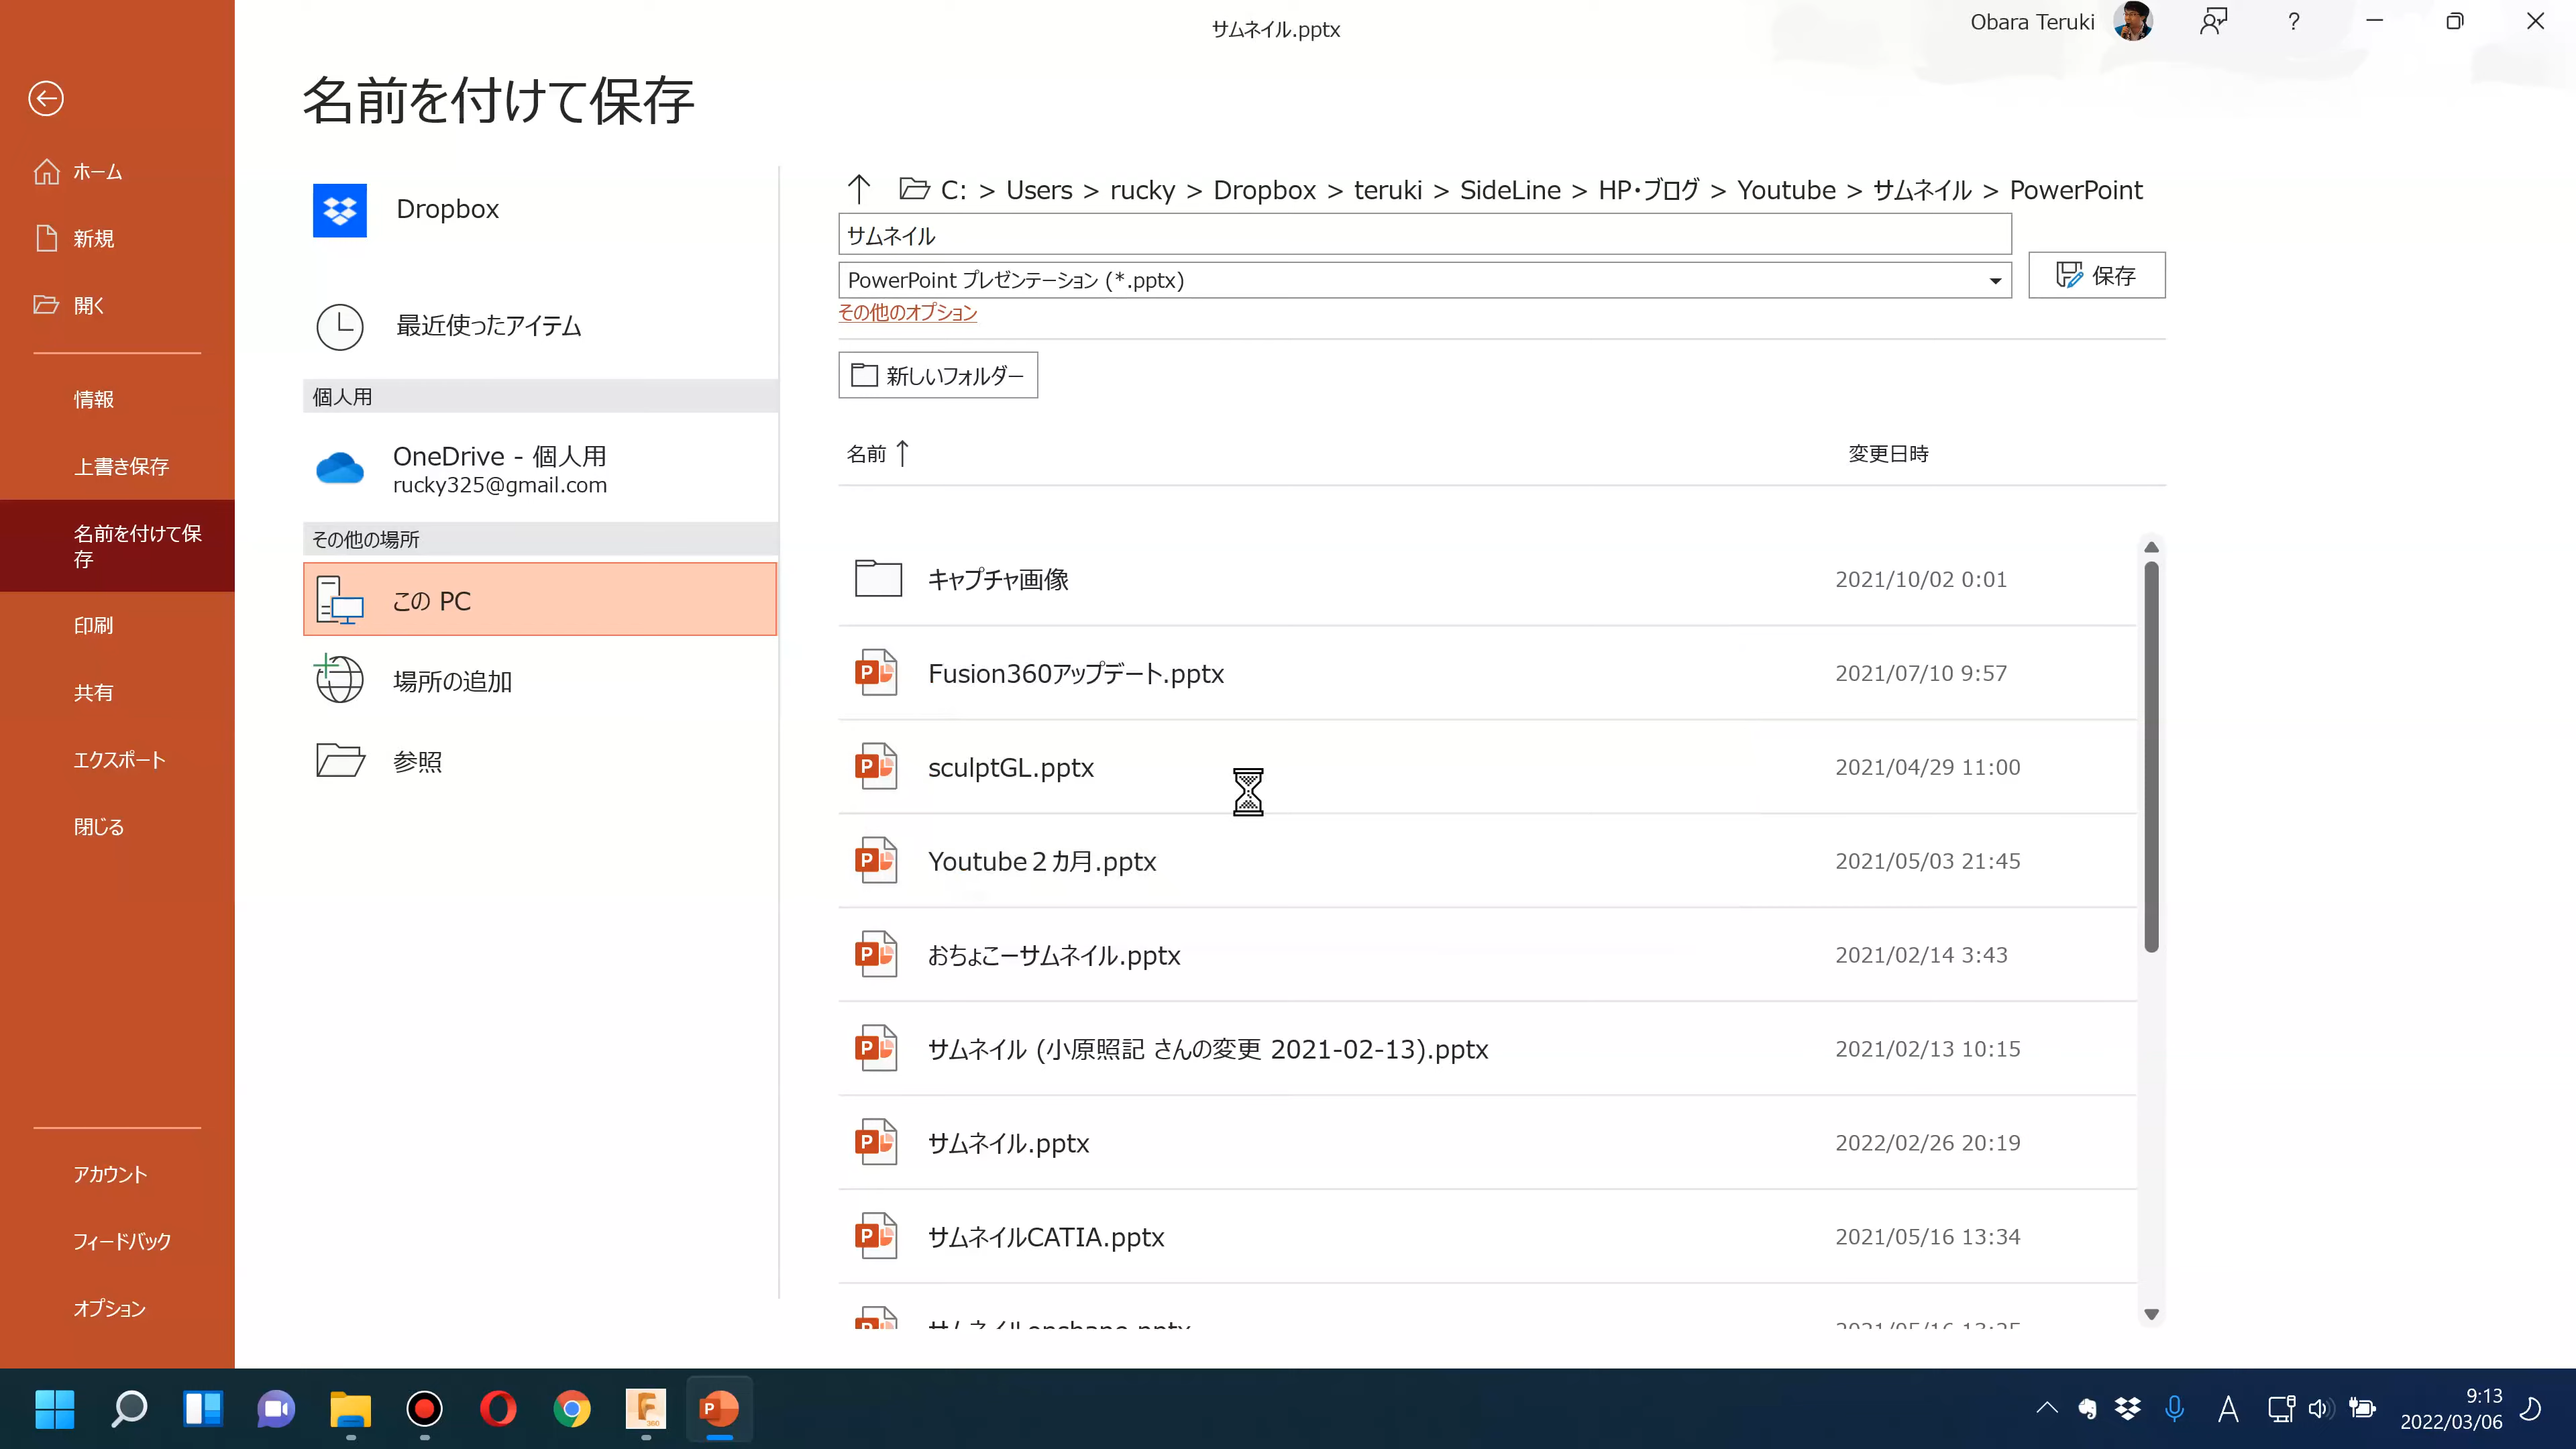 サムネイル.pptx
Obara Teruki
?
名前を付けて保存
ホーム
新規
開く
情報
上書き保存
名前を付けて保
存
印刷
共有
エクスポート
閉じる
アカウント
フィードバック
オプション
Dropbox
最近使ったアイテム
個人用
OneDrive - 個人用
rucky325@gmail.com
その他の場所
この PC
場所の追加
参照
C: > Users > rucky > Dropbox > teruki > SideLine > HP・ブログ > Youtube > サムネイル > PowerPoint
サムネイル
PowerPoint プレゼンテーション (*.pptx)
保存
その他のオプション
新しいフォルダー
名前 ↑ 変更日時
キャプチャ画像 2021/10/02 0:01
Fusion360アップデート.pptx 2021/07/10 9:57
sculptGL.pptx 2021/04/29 11:00
Youtube２カ月.pptx 2021/05/03 21:45
おちょこーサムネイル.pptx 2021/02/14 3:43
サムネイル (小原照記 さんの変更 2021-02-13).pptx 2021/02/13 10:15
サムネイル.pptx 2022/02/26 20:19
サムネイルCATIA.pptx 2021/05/16 13:34
サムネイルonshape.pptx
A
9:13
2022/03/06